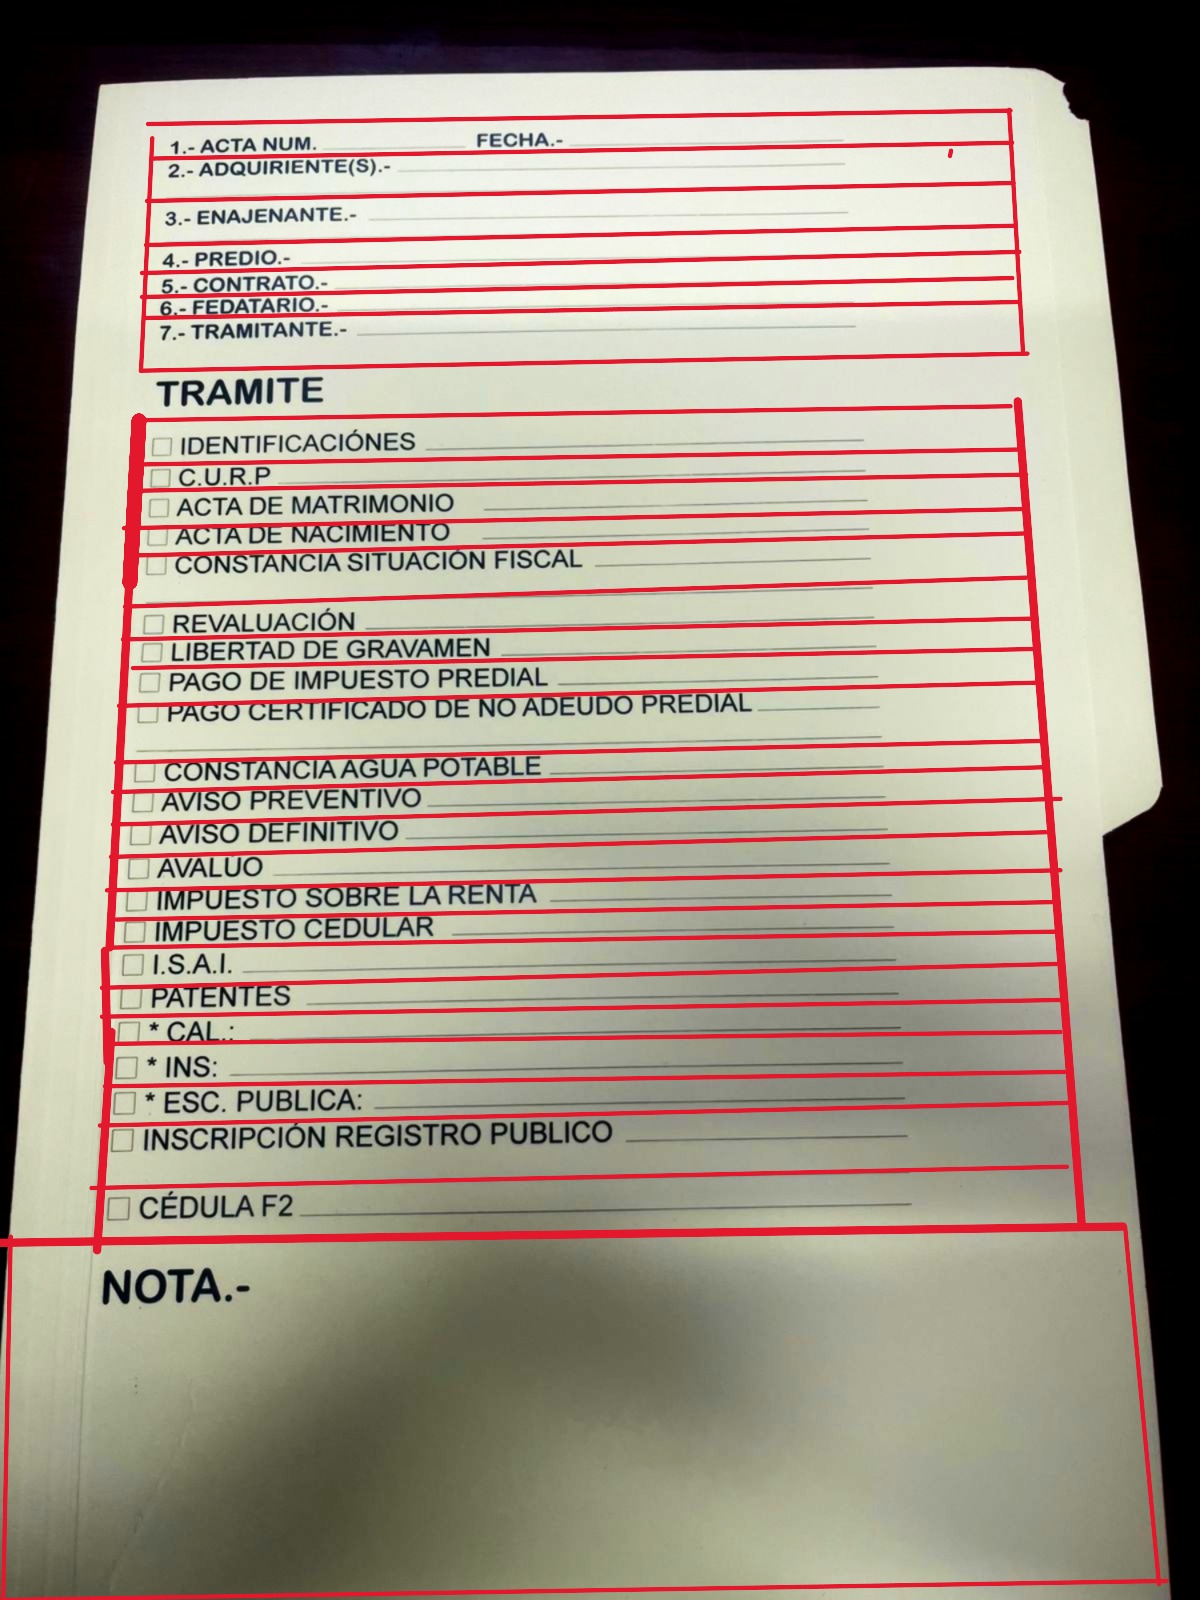 1.- ACTA NUM. FECHA.-
2.- ADQUIRIENTE(S).-
3.- ENAJENANTE.-
4.- PREDIO.-
5.- CONTRATO.-
6.- FEDATARIO.-
7.- TRAMITANTE.-
TRAMITE
IDENTIFICACIÓNES
C.U.R.P
ACTA DE MATRIMONIO
ACTA DE NACIMIENTO
CONSTANCIA SITUACIÓN FISCAL
REVALUACIÓN
LIBERTAD DE GRAVAMEN
PAGO DE IMPUESTO PREDIAL
PAGO CERTIFICADO DE NO ADEUDO PREDIAL
CONSTANCIA AGUA POTABLE
AVISO PREVENTIVO
AVISO DEFINITIVO
AVALUO
IMPUESTO SOBRE LA RENTA
IMPUESTO CEDULAR
I.S.A.I.
PATENTES
* CAL.:
* INS:
* ESC. PUBLICA:
INSCRIPCIÓN REGISTRO PUBLICO
CÉDULA F2
NOTA.-